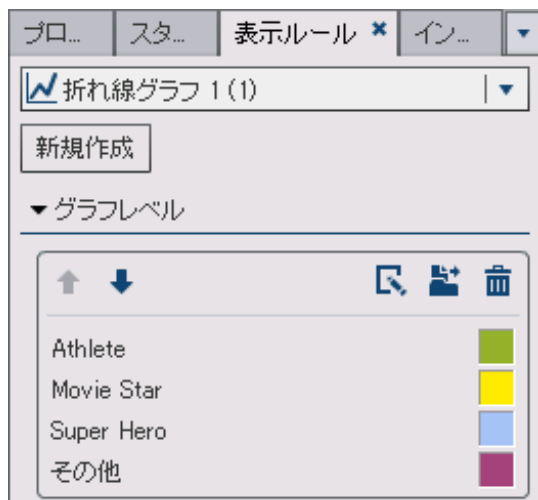 プロ... スタ... 表示ルール イン...
折れ線グラフ 1 (1)
新規作成
グラフレベル
Athlete
Movie Star
Super Hero
その他